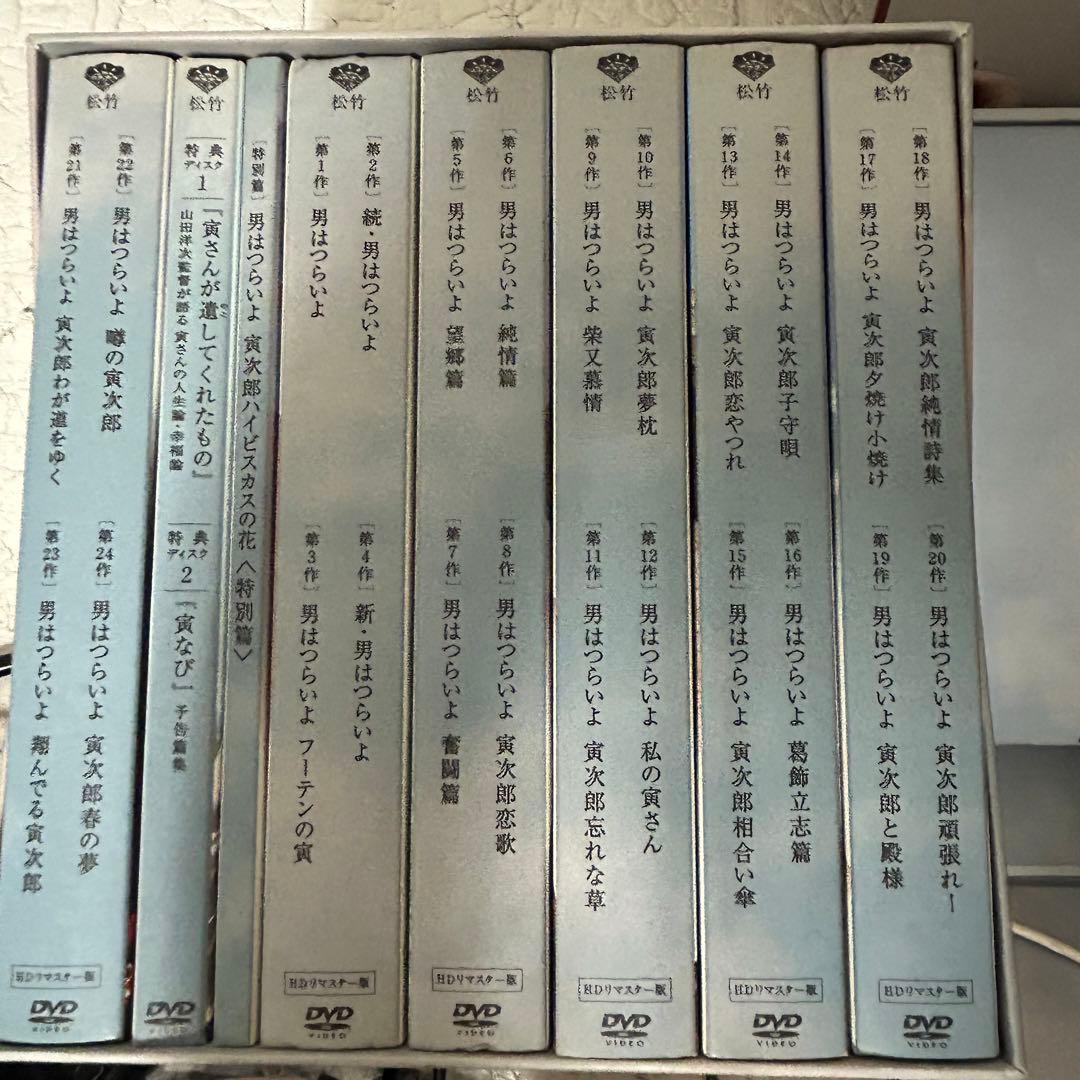 松竹
[第21作] 男はつらいよ 寅次郎わが道をゆく
[第22作] 男はつらいよ 噂の寅次郎
[第23作] 男はつらいよ 翔んでる寅次郎
[第24作] 男はつらいよ 寅次郎春の夢
HDリマスター版
DVD
VIDEO
松竹
特典ディスク1
『寅さんが遺してくれたもの』
山田洋次監督が語る 寅さんの人生論・幸福論
特典ディスク2
『寅なび』予告篇集
DVD
VIDEO
[特別篇] 男はつらいよ 寅次郎ハイビスカスの花〈特別篇〉
松竹
[第1作] 男はつらいよ
[第2作] 続・男はつらいよ
[第3作] 男はつらいよ フーテンの寅
[第4作] 新・男はつらいよ
HDリマスター版
DVD
VIDEO
松竹
[第5作] 男はつらいよ 望郷篇
[第6作] 男はつらいよ 純情篇
[第7作] 男はつらいよ 奮闘篇
[第8作] 男はつらいよ 寅次郎恋歌
HDリマスター版
DVD
VIDEO
松竹
[第9作] 男はつらいよ 柴又慕情
[第10作] 男はつらいよ 寅次郎夢枕
[第11作] 男はつらいよ 寅次郎忘れな草
[第12作] 男はつらいよ 私の寅さん
HDリマスター版
DVD
VIDEO
松竹
[第13作] 男はつらいよ 寅次郎恋やつれ
[第14作] 男はつらいよ 寅次郎子守唄
[第15作] 男はつらいよ 寅次郎相合い傘
[第16作] 男はつらいよ 葛飾立志篇
HDリマスター版
DVD
VIDEO
松竹
[第17作] 男はつらいよ 寅次郎夕焼け小焼け
[第18作] 男はつらいよ 寅次郎純情詩集
[第19作] 男はつらいよ 寅次郎と殿様
[第20作] 男はつらいよ 寅次郎頑張れー
HDリマスター版
DVD
VIDEO